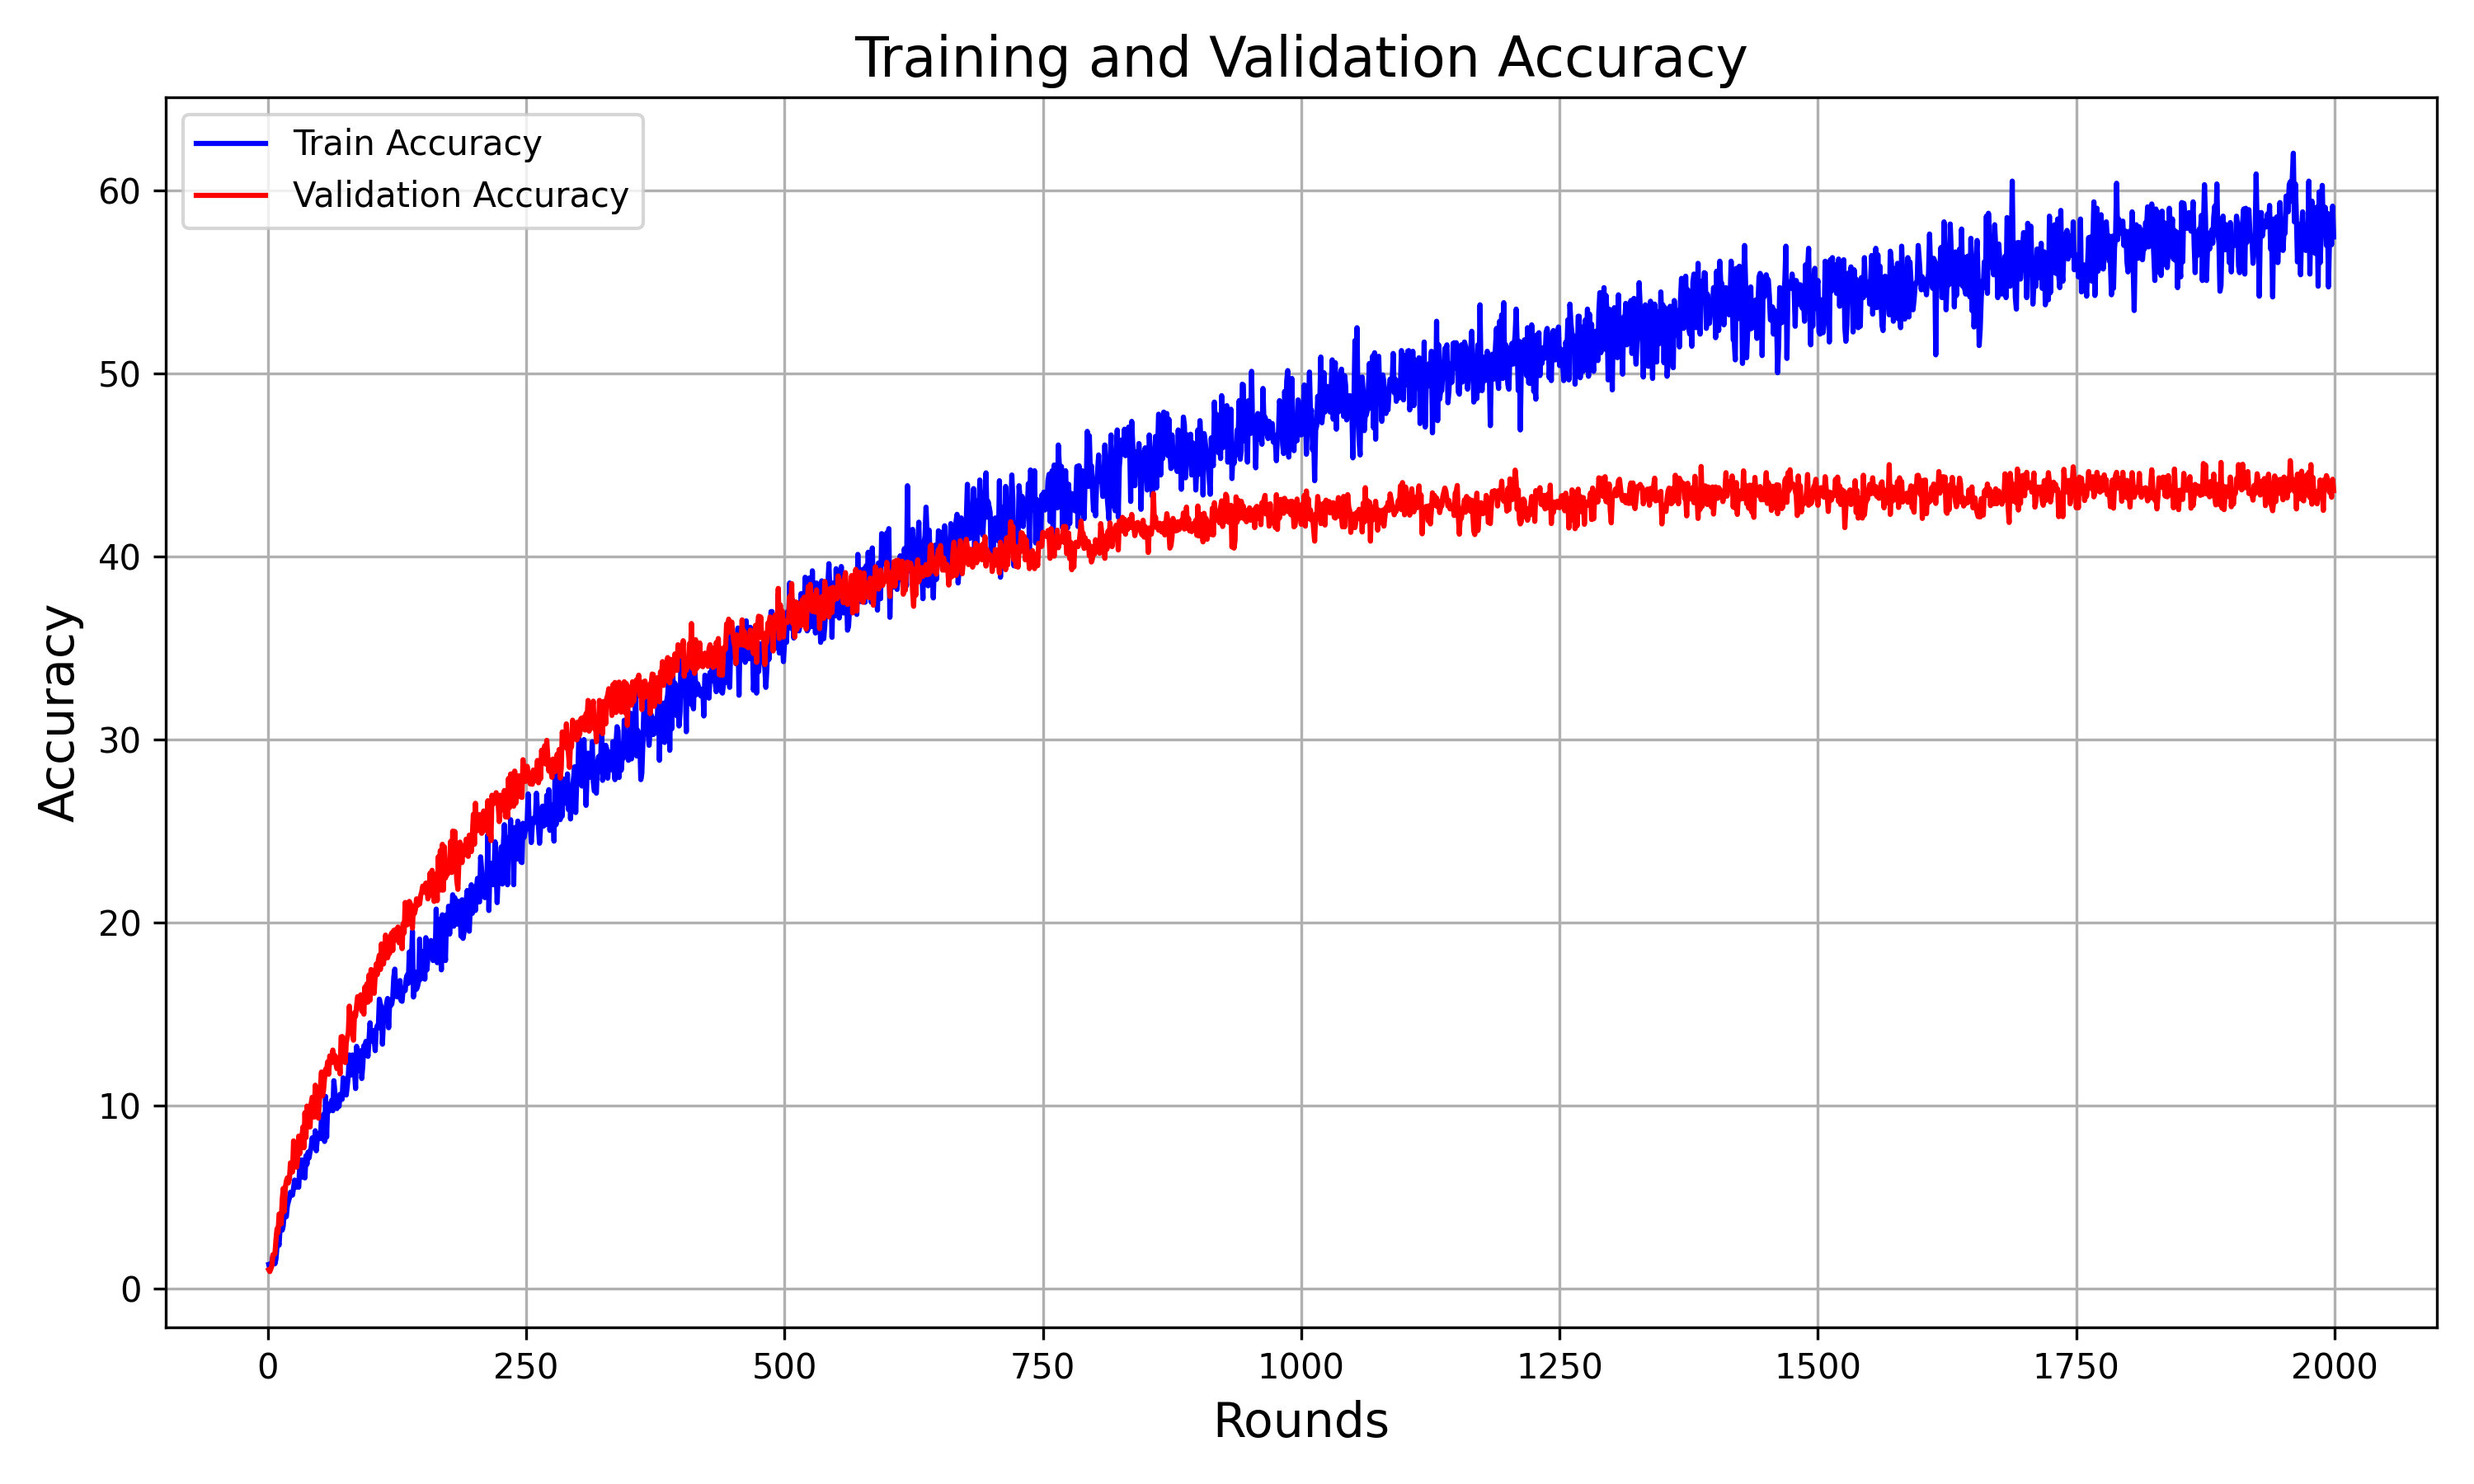 Training and Validation Accuracy
Train Accuracy
Validation Accuracy
Accuracy
60
50
40
30
20
10
0
0 250 500 750 1000 1250 1500 1750 2000
Rounds